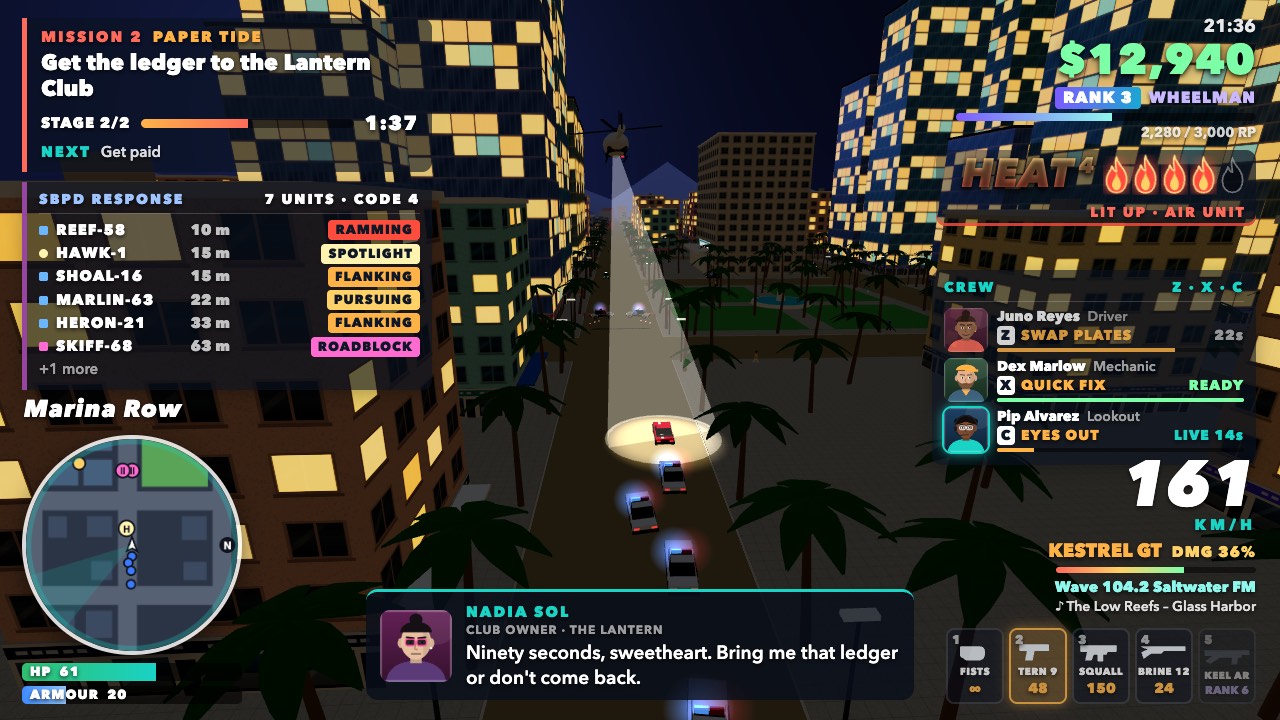 MISSION 2 PAPER TIDE
Get the ledger to the Lantern
Club
STAGE 2/2 1:37
NEXT Get paid
SBPD RESPONSE 7 UNITS · CODE 4
REEF-58 10 m RAMMING
HAWK-1 15 m SPOTLIGHT
SHOAL-16 15 m FLANKING
MARLIN-63 22 m PURSUING
HERON-21 33 m FLANKING
SKIFF-68 63 m ROADBLOCK
+1 more
Marina Row
H
N
HP 61
ARMOUR 20
21:36
$12,940
RANK 3 WHEELMAN
2,280 / 3,000 RP
HEAT 4
LIT UP · AIR UNIT
CREW Z · X · C
Juno Reyes Driver
Z SWAP PLATES 22s
Dex Marlow Mechanic
X QUICK FIX READY
Pip Alvarez Lookout
C EYES OUT LIVE 14s
161
KM/H
KESTREL GT DMG 36%
Wave 104.2 Saltwater FM
♪ The Low Reefs – Glass Harbor
NADIA SOL
CLUB OWNER · THE LANTERN
Ninety seconds, sweetheart. Bring me that ledger
or don't come back.
1 2 3 4 5
FISTS TERN 9 SQUALL BRINE 12 KEEL AR
∞ 48 150 24 RANK 6